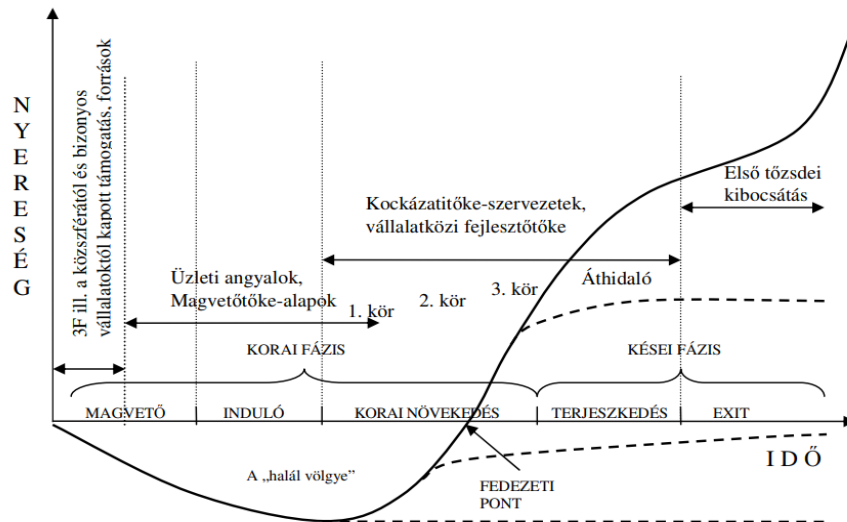 NYERESÉG
3F ill. a közszférától és bizonyos
vállalatoktól kapott támogatás, források
Üzleti angyalok,
Magvetőtőke-alapok
Kockázatitőke-szervezetek,
vállalatközi fejlesztőtőke
Első tőzsdei
kibocsátás
1. kör
2. kör
3. kör
Áthidaló
KORAI FÁZIS
KÉSEI FÁZIS
MAGVETŐ
INDULÓ
KORAI NÖVEKEDÉS
TERJESZKEDÉS
EXIT
IDŐ
A „halál völgye”
FEDEZETI
PONT